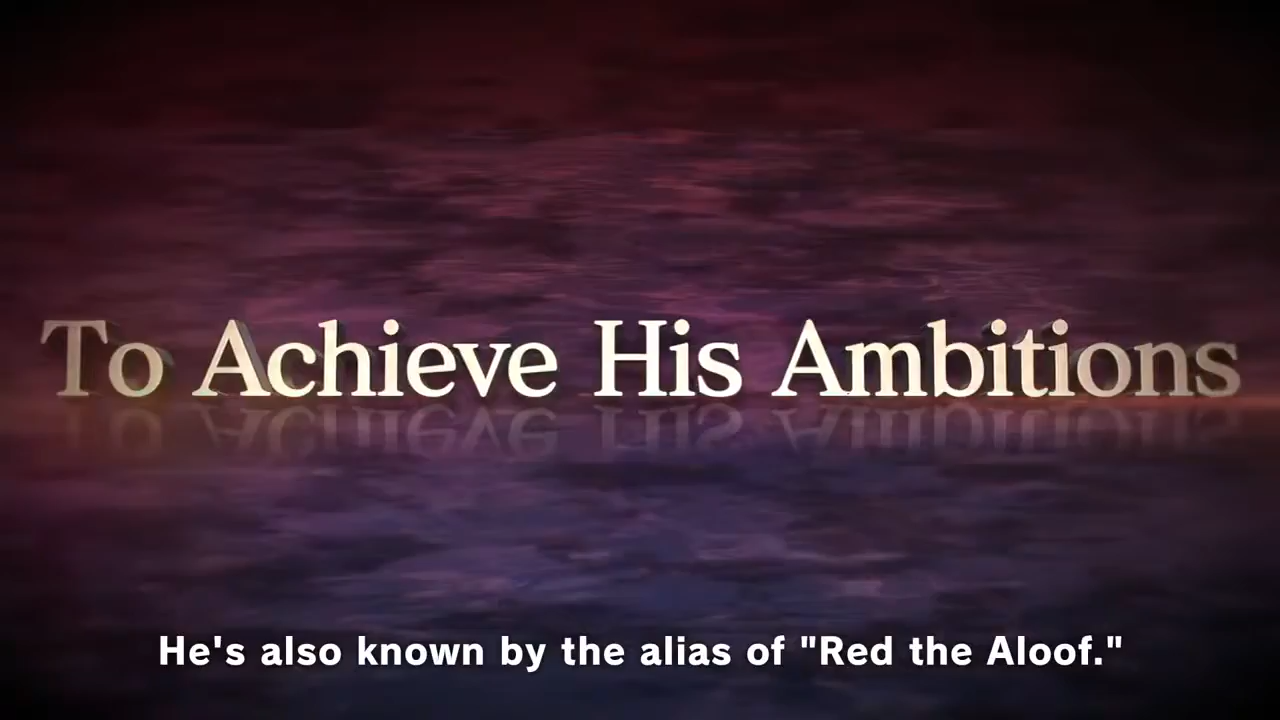 To Achieve His Ambitions
He's also known by the alias of "Red the Aloof."